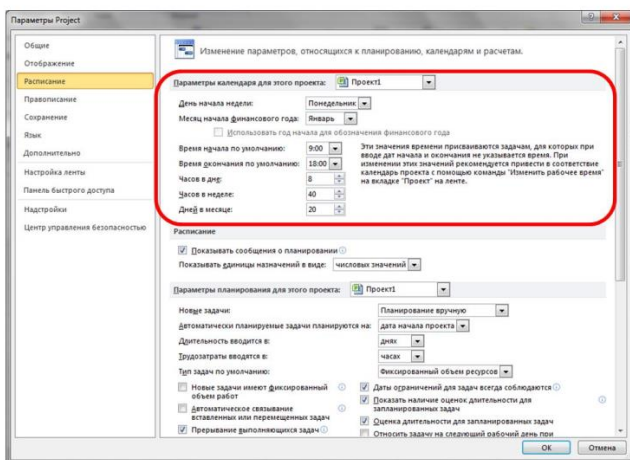 Параметры Project
Общие
Отображение
Расписание
Правописание
Сохранение
Язык
Дополнительно
Настройка ленты
Панель быстрого доступа
Надстройки
Центр управления безопасностью
Изменение параметров, относящихся к планированию, календарям и расчетам.
Параметры календаря для этого проекта: Проект1
День начала недели: Понедельник
Месяц начала финансового года: Январь
Использовать год начала для обозначения финансового года
Время начала по умолчанию: 9:00
Время окончания по умолчанию: 18:00
Часов в дне: 8
Часов в неделе: 40
Дней в месяце: 20
Эти значения времени присваиваются задачам, для которых при
вводе дат начала и окончания не указывается время. При
изменении этих значений рекомендуется привести в соответствие
календарь проекта с помощью команды "Изменить рабочее время"
на вкладке "Проект" на ленте.
Расписание
Показывать сообщения о планировании
Показывать единицы назначений в виде: числовых значений
Параметры планирования для этого проекта: Проект1
Новые задачи: Планирование вручную
Автоматически планируемые задачи планируются на: дата начала проекта
Длительность вводится в: днях
Трудозатраты вводятся в: часах
Тип задач по умолчанию: Фиксированный объем ресурсов
Новые задачи имеют фиксированный
объем работ
Автоматическое связывание
вставленных или перемещенных задач
Прерывание выполняющихся задач
Даты ограничений для задач всегда соблюдаются
Показать наличие оценок длительности для
запланированных задач
Оценка длительности для запланированных задач
Относить задачу на следующий рабочий день при
ОК
Отмена